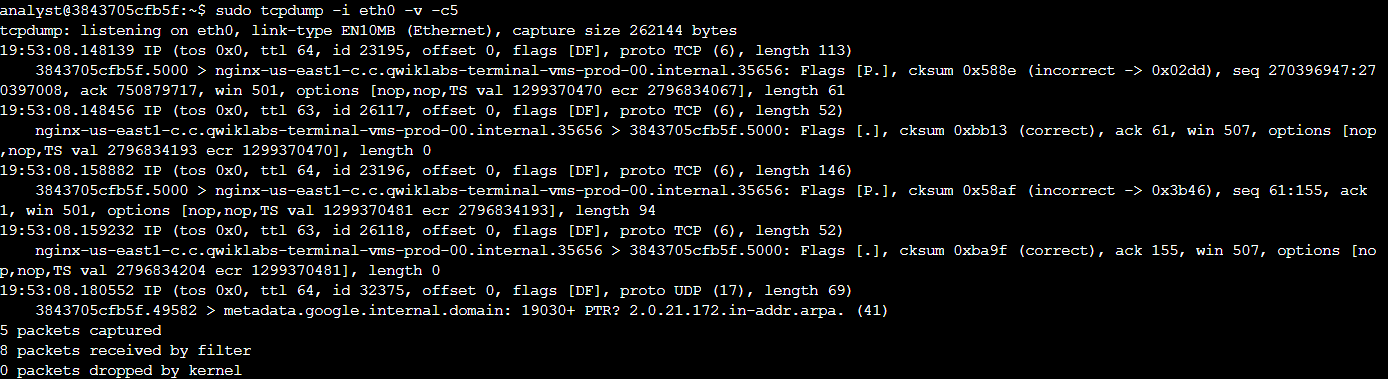 analyst@3843705cfb5f:~$ sudo tcpdump -i eth0 -v -c5
tcpdump: listening on eth0, link-type EN10MB (Ethernet), capture size 262144 bytes
19:53:08.148139 IP (tos 0x0, ttl 64, id 23195, offset 0, flags [DF], proto TCP (6), length 113)
    3843705cfb5f.5000 > nginx-us-east1-c.c.qwiklabs-terminal-vms-prod-00.internal.35656: Flags [P.], cksum 0x588e (incorrect -> 0x02dd), seq 270396947:27
0397008, ack 750879717, win 501, options [nop,nop,TS val 1299370470 ecr 2796834067], length 61
19:53:08.148456 IP (tos 0x0, ttl 63, id 26117, offset 0, flags [DF], proto TCP (6), length 52)
    nginx-us-east1-c.c.qwiklabs-terminal-vms-prod-00.internal.35656 > 3843705cfb5f.5000: Flags [.], cksum 0xbb13 (correct), ack 61, win 507, options [nop
,nop,TS val 2796834193 ecr 1299370470], length 0
19:53:08.158882 IP (tos 0x0, ttl 64, id 23196, offset 0, flags [DF], proto TCP (6), length 146)
    3843705cfb5f.5000 > nginx-us-east1-c.c.qwiklabs-terminal-vms-prod-00.internal.35656: Flags [P.], cksum 0x58af (incorrect -> 0x3b46), seq 61:155, ack
1, win 501, options [nop,nop,TS val 1299370481 ecr 2796834193], length 94
19:53:08.159232 IP (tos 0x0, ttl 63, id 26118, offset 0, flags [DF], proto TCP (6), length 52)
    nginx-us-east1-c.c.qwiklabs-terminal-vms-prod-00.internal.35656 > 3843705cfb5f.5000: Flags [.], cksum 0xba9f (correct), ack 155, win 507, options [no
p,nop,TS val 2796834204 ecr 1299370481], length 0
19:53:08.180552 IP (tos 0x0, ttl 64, id 32375, offset 0, flags [DF], proto UDP (17), length 69)
    3843705cfb5f.49582 > metadata.google.internal.domain: 19030+ PTR? 2.0.21.172.in-addr.arpa. (41)
5 packets captured
8 packets received by filter
0 packets dropped by kernel